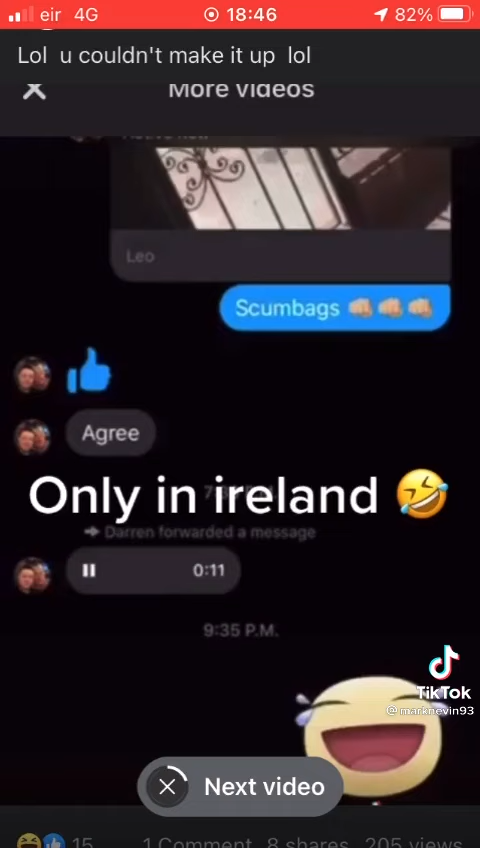 eir 4G 18:46 82%
Lol u couldn't make it up lol
More videos
Leo
Scumbags 👊🏼👊🏼👊🏼
Agree
Only in ireland 🤣
Darren forwarded a message
0:11
9:35 P.M.
TikTok
@marknevin93
Next video
15 1 Comment 8 shares 205 views